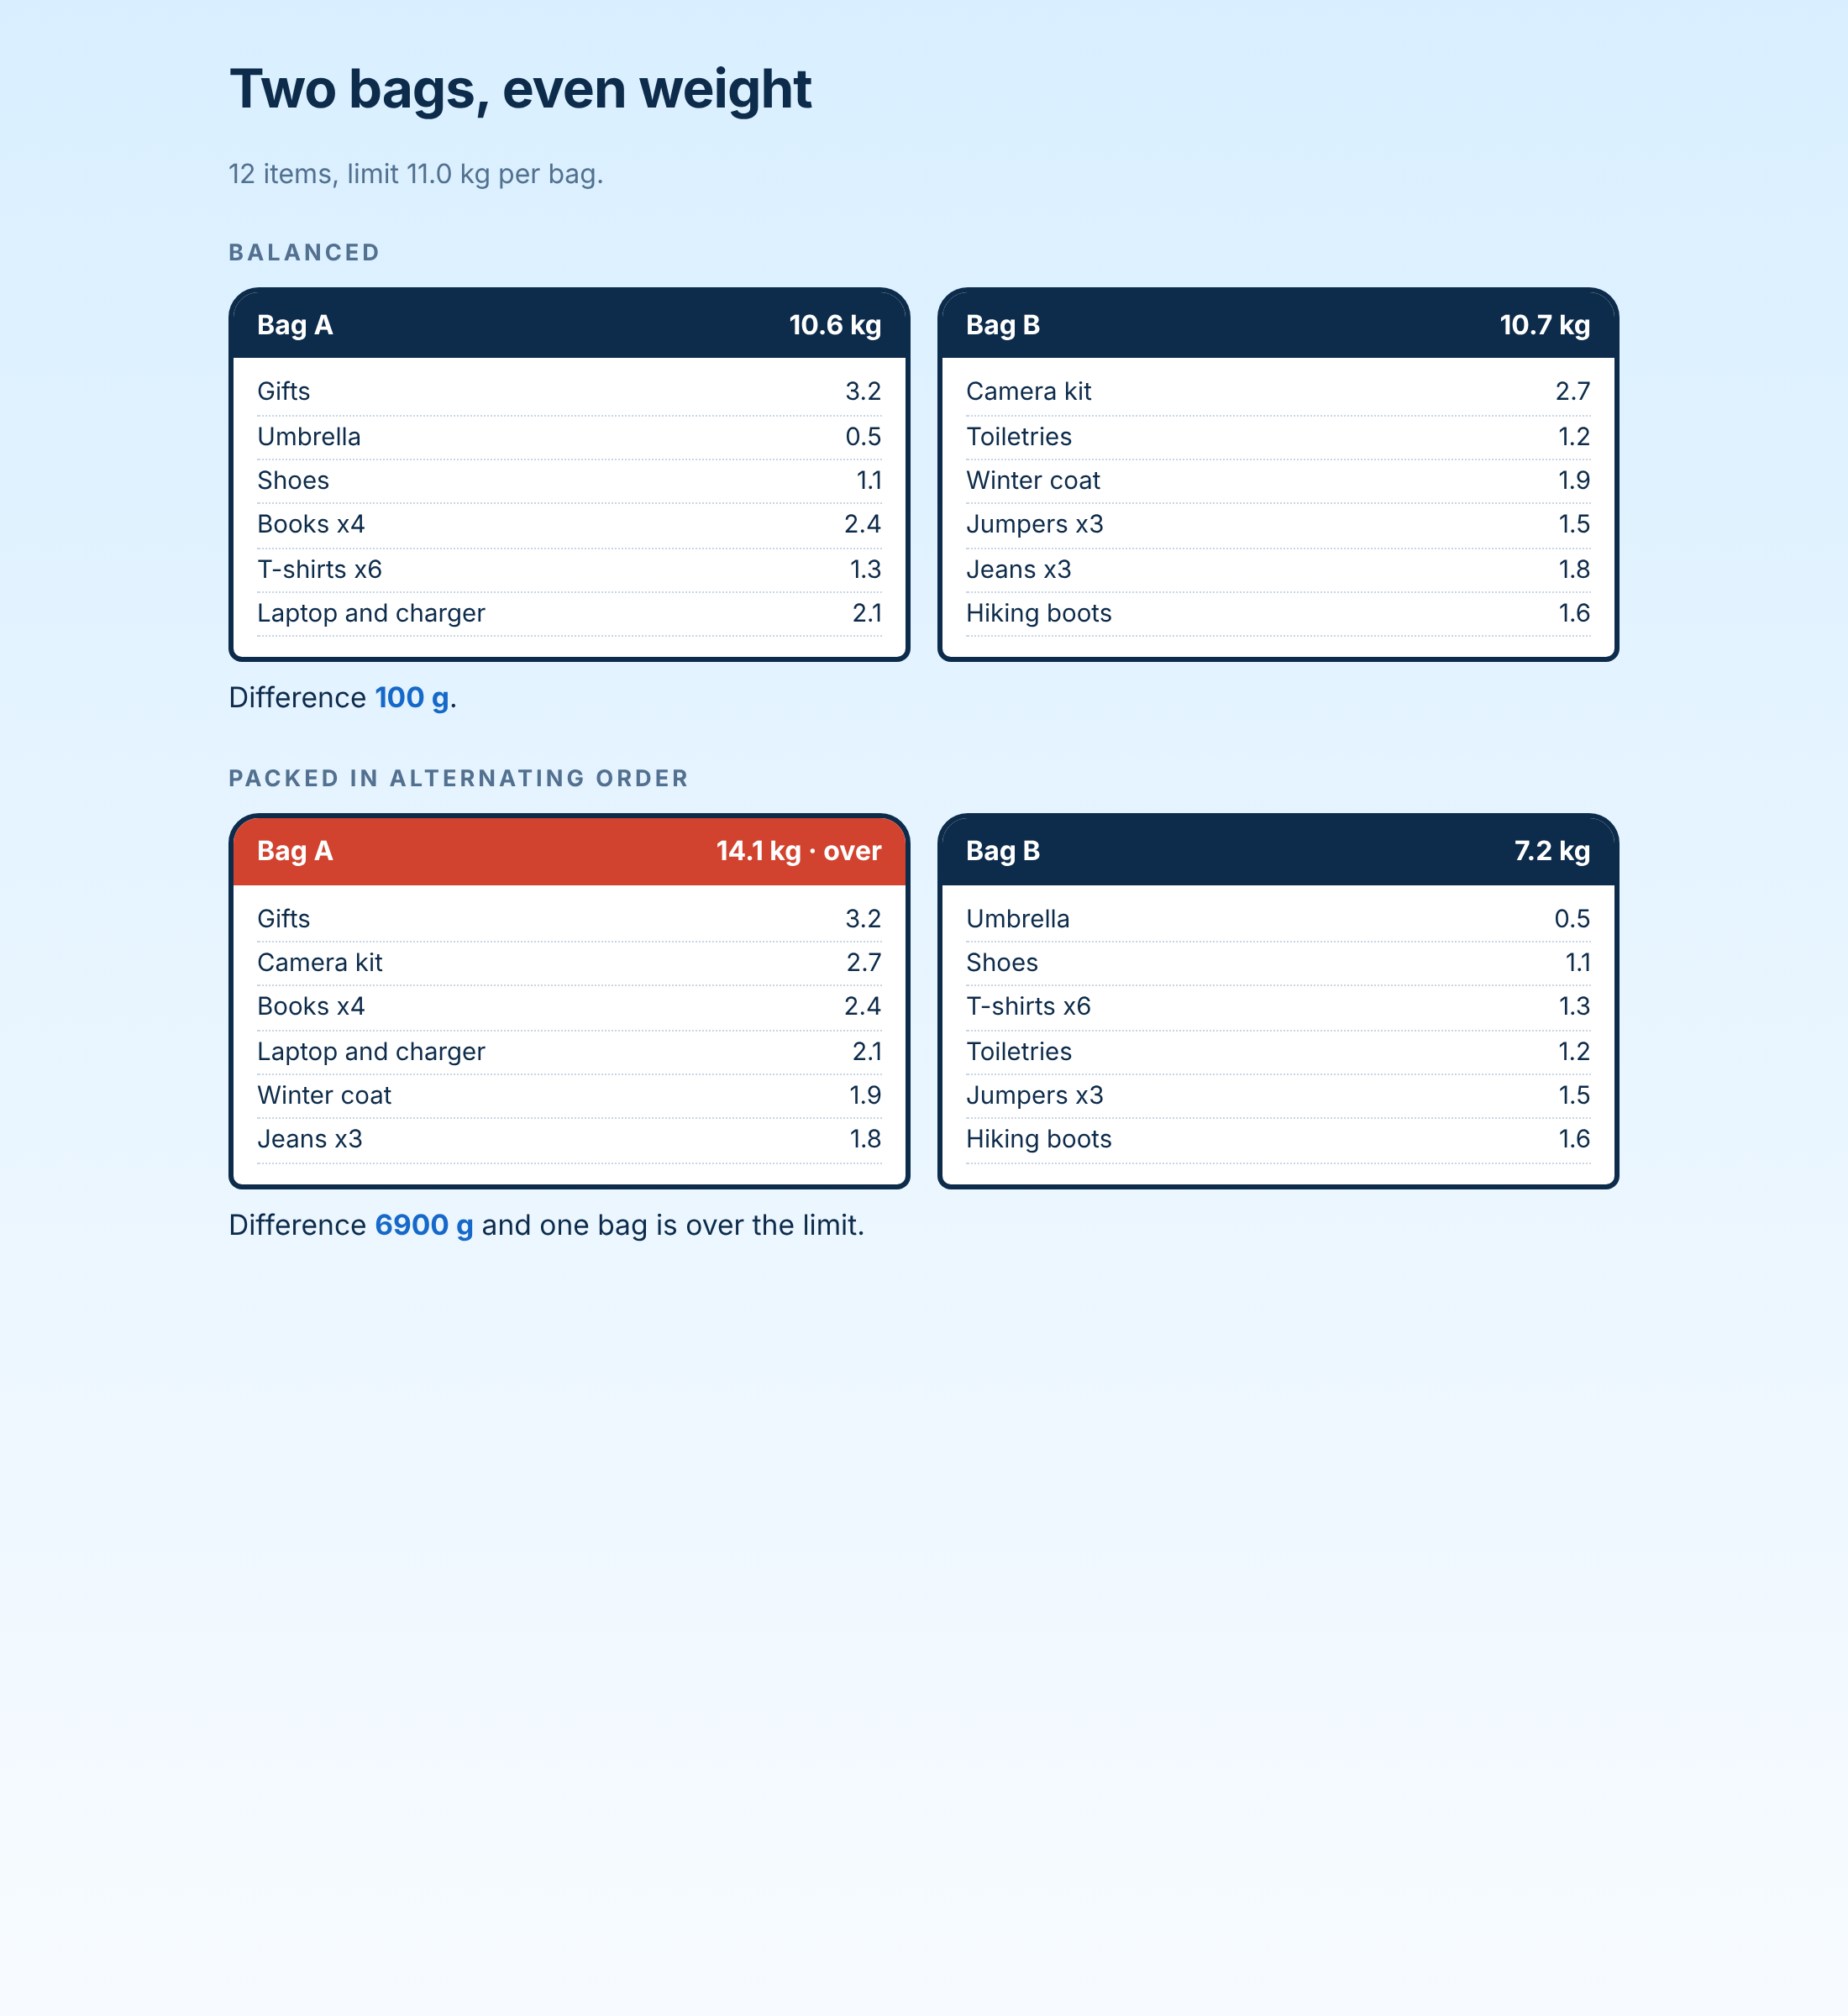 Two bags, even weight
12 items, limit 11.0 kg per bag.
BALANCED
Bag A 10.6 kg
Gifts 3.2
Umbrella 0.5
Shoes 1.1
Books x4 2.4
T-shirts x6 1.3
Laptop and charger 2.1
Bag B 10.7 kg
Camera kit 2.7
Toiletries 1.2
Winter coat 1.9
Jumpers x3 1.5
Jeans x3 1.8
Hiking boots 1.6
Difference 100 g.
PACKED IN ALTERNATING ORDER
Bag A 14.1 kg · over
Gifts 3.2
Camera kit 2.7
Books x4 2.4
Laptop and charger 2.1
Winter coat 1.9
Jeans x3 1.8
Bag B 7.2 kg
Umbrella 0.5
Shoes 1.1
T-shirts x6 1.3
Toiletries 1.2
Jumpers x3 1.5
Hiking boots 1.6
Difference 6900 g and one bag is over the limit.